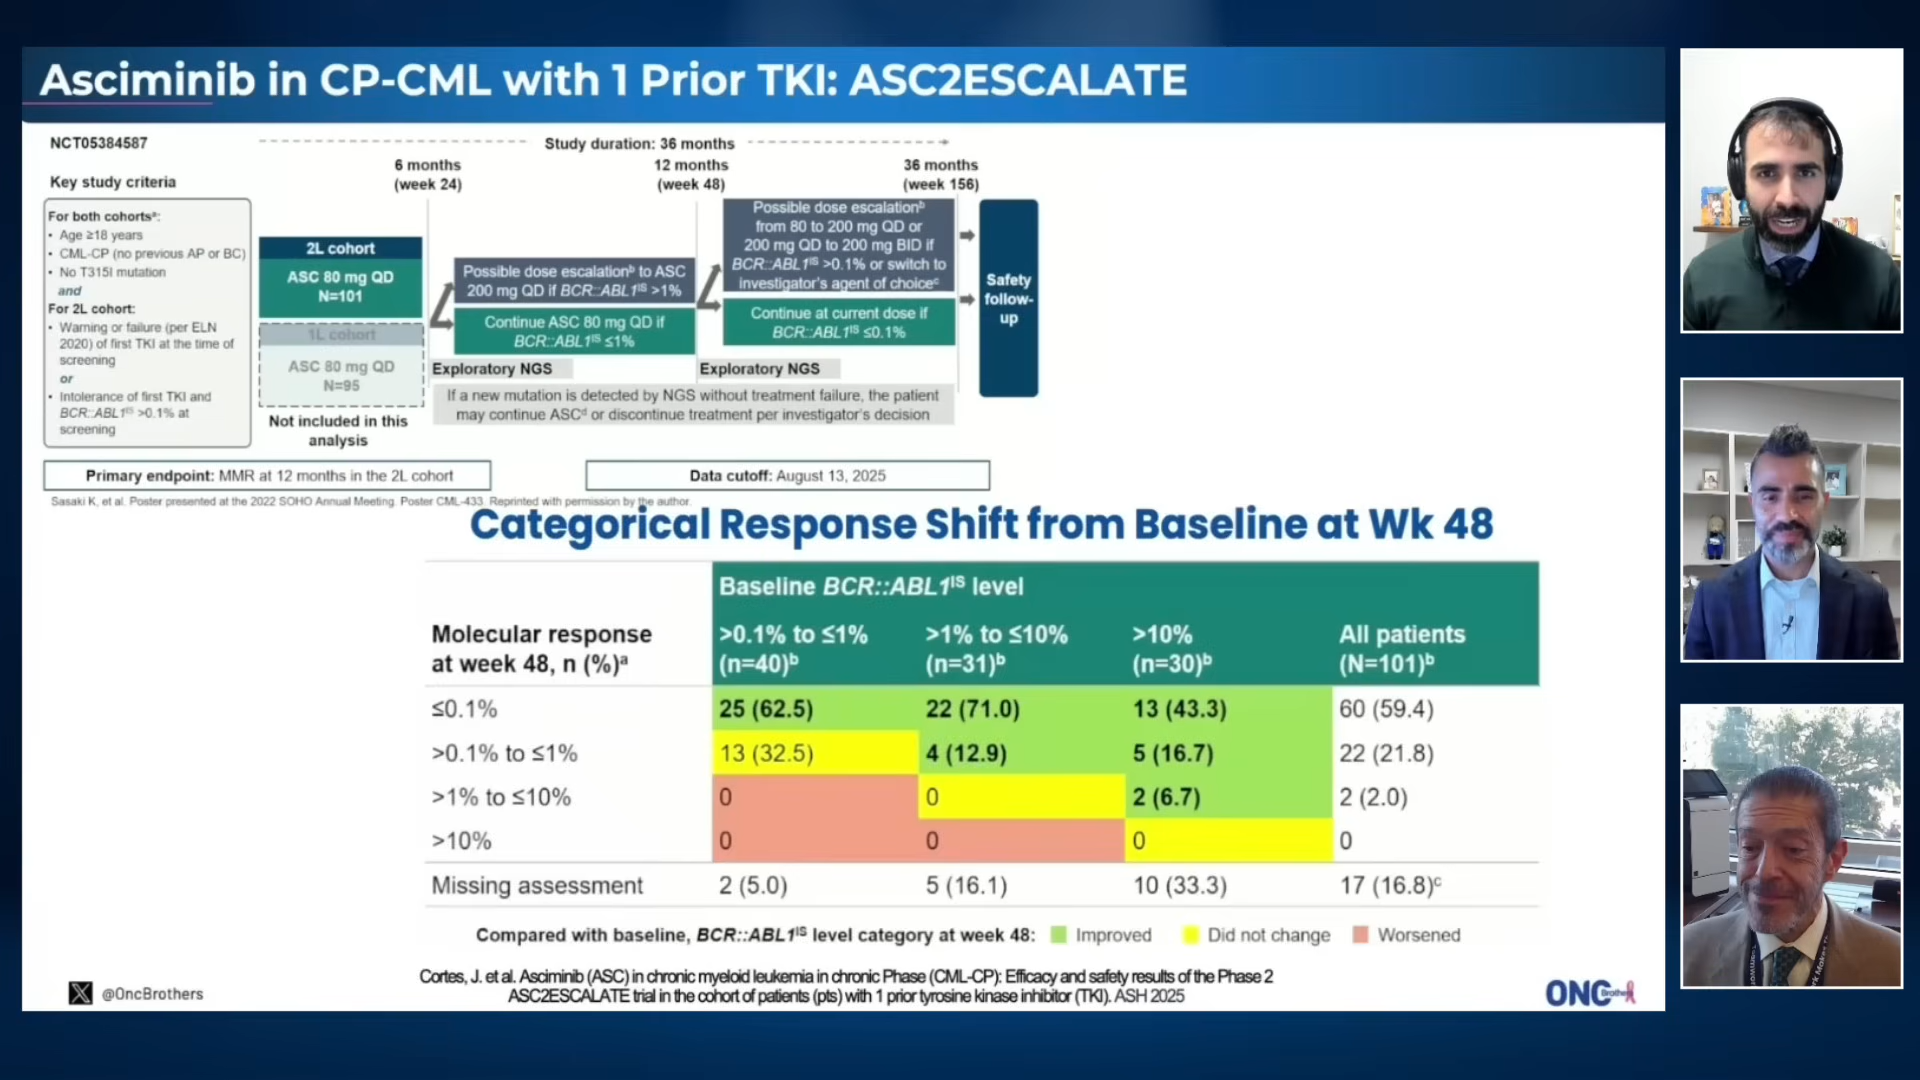 Asciminib in CP-CML with 1 Prior TKI: ASC2ESCALATE
NCT05384587
Study duration: 36 months
6 months
(week 24)
12 months
(week 48)
36 months
(week 156)
Key study criteria
For both cohortsᵃ:
• Age ≥18 years
• CML-CP (no previous AP or BC)
• No T315I mutation
and
For 2L cohort:
• Warning or failure (per ELN
2020) of first TKI at the time of
screening
or
• Intolerance of first TKI and
BCR::ABL1ᴵˢ >0.1% at
screening
2L cohort
ASC 80 mg QD
N=101
1L cohort
ASC 80 mg QD
N=95
Not included in this
analysis
Possible dose escalationᵇ to ASC
200 mg QD if BCR::ABL1ᴵˢ >1%
Continue ASC 80 mg QD if
BCR::ABL1ᴵˢ ≤1%
Exploratory NGS
Possible dose escalationᵇ
from 80 to 200 mg QD or
200 mg QD to 200 mg BID if
BCR::ABL1ᴵˢ >0.1% or switch to
investigator's agent of choiceᶜ
Continue at current dose if
BCR::ABL1ᴵˢ ≤0.1%
Exploratory NGS
If a new mutation is detected by NGS without treatment failure, the patient
may continue ASCᵈ or discontinue treatment per investigator's decision
Safety
follow-
up
Primary endpoint: MMR at 12 months in the 2L cohort
Data cutoff: August 13, 2025
Sasaki K, et al. Poster presented at the 2022 SOHO Annual Meeting. Poster CML-433. Reprinted with permission by the author.
Categorical Response Shift from Baseline at Wk 48
Baseline BCR::ABL1ᴵˢ level
Molecular response
at week 48, n (%)ᵃ
>0.1% to ≤1%
(n=40)ᵇ
>1% to ≤10%
(n=31)ᵇ
>10%
(n=30)ᵇ
All patients
(N=101)ᵇ
≤0.1% 25 (62.5) 22 (71.0) 13 (43.3) 60 (59.4)
>0.1% to ≤1% 13 (32.5) 4 (12.9) 5 (16.7) 22 (21.8)
>1% to ≤10% 0 0 2 (6.7) 2 (2.0)
>10% 0 0 0 0
Missing assessment 2 (5.0) 5 (16.1) 10 (33.3) 17 (16.8)ᶜ
Compared with baseline, BCR::ABL1ᴵˢ level category at week 48: Improved Did not change Worsened
Cortes, J. et al. Asciminib (ASC) in chronic myeloid leukemia in chronic Phase (CML-CP): Efficacy and safety results of the Phase 2
ASC2ESCALATE trial in the cohort of patients (pts) with 1 prior tyrosine kinase inhibitor (TKI). ASH 2025
@OncBrothers
ONC Brothers